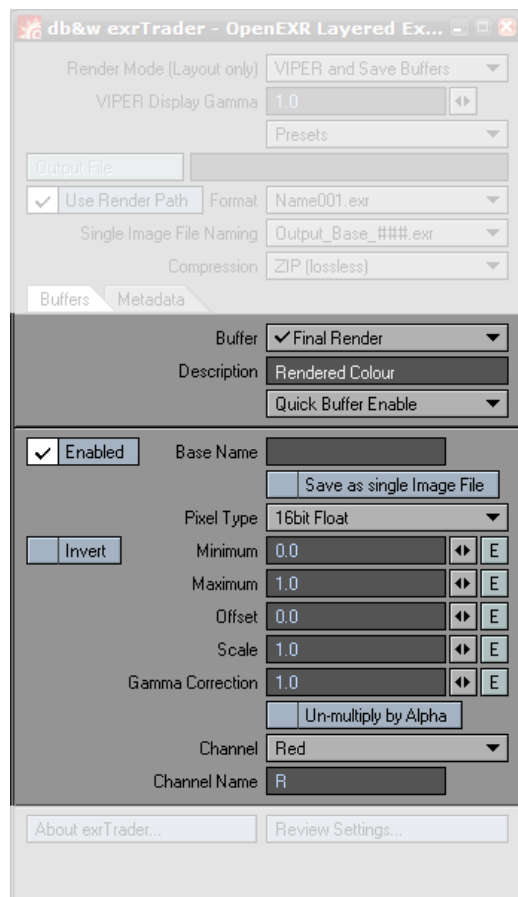 db&w exrTrader - OpenEXR Layered Ex...
Render Mode (Layout only) VIPER and Save Buffers
VIPER Display Gamma 1.0
Presets
Output File
Use Render Path Format Name001.exr
Single Image File Naming Output_Base_###.exr
Compression ZIP (lossless)
Buffers Metadata
Buffer Final Render
Description Rendered Colour
Quick Buffer Enable
Enabled Base Name
Save as single Image File
Pixel Type 16bit Float
Invert Minimum 0.0 E
Maximum 1.0 E
Offset 0.0 E
Scale 1.0 E
Gamma Correction 1.0 E
Un-multiply by Alpha
Channel Red
Channel Name R
About exrTrader... Review Settings...